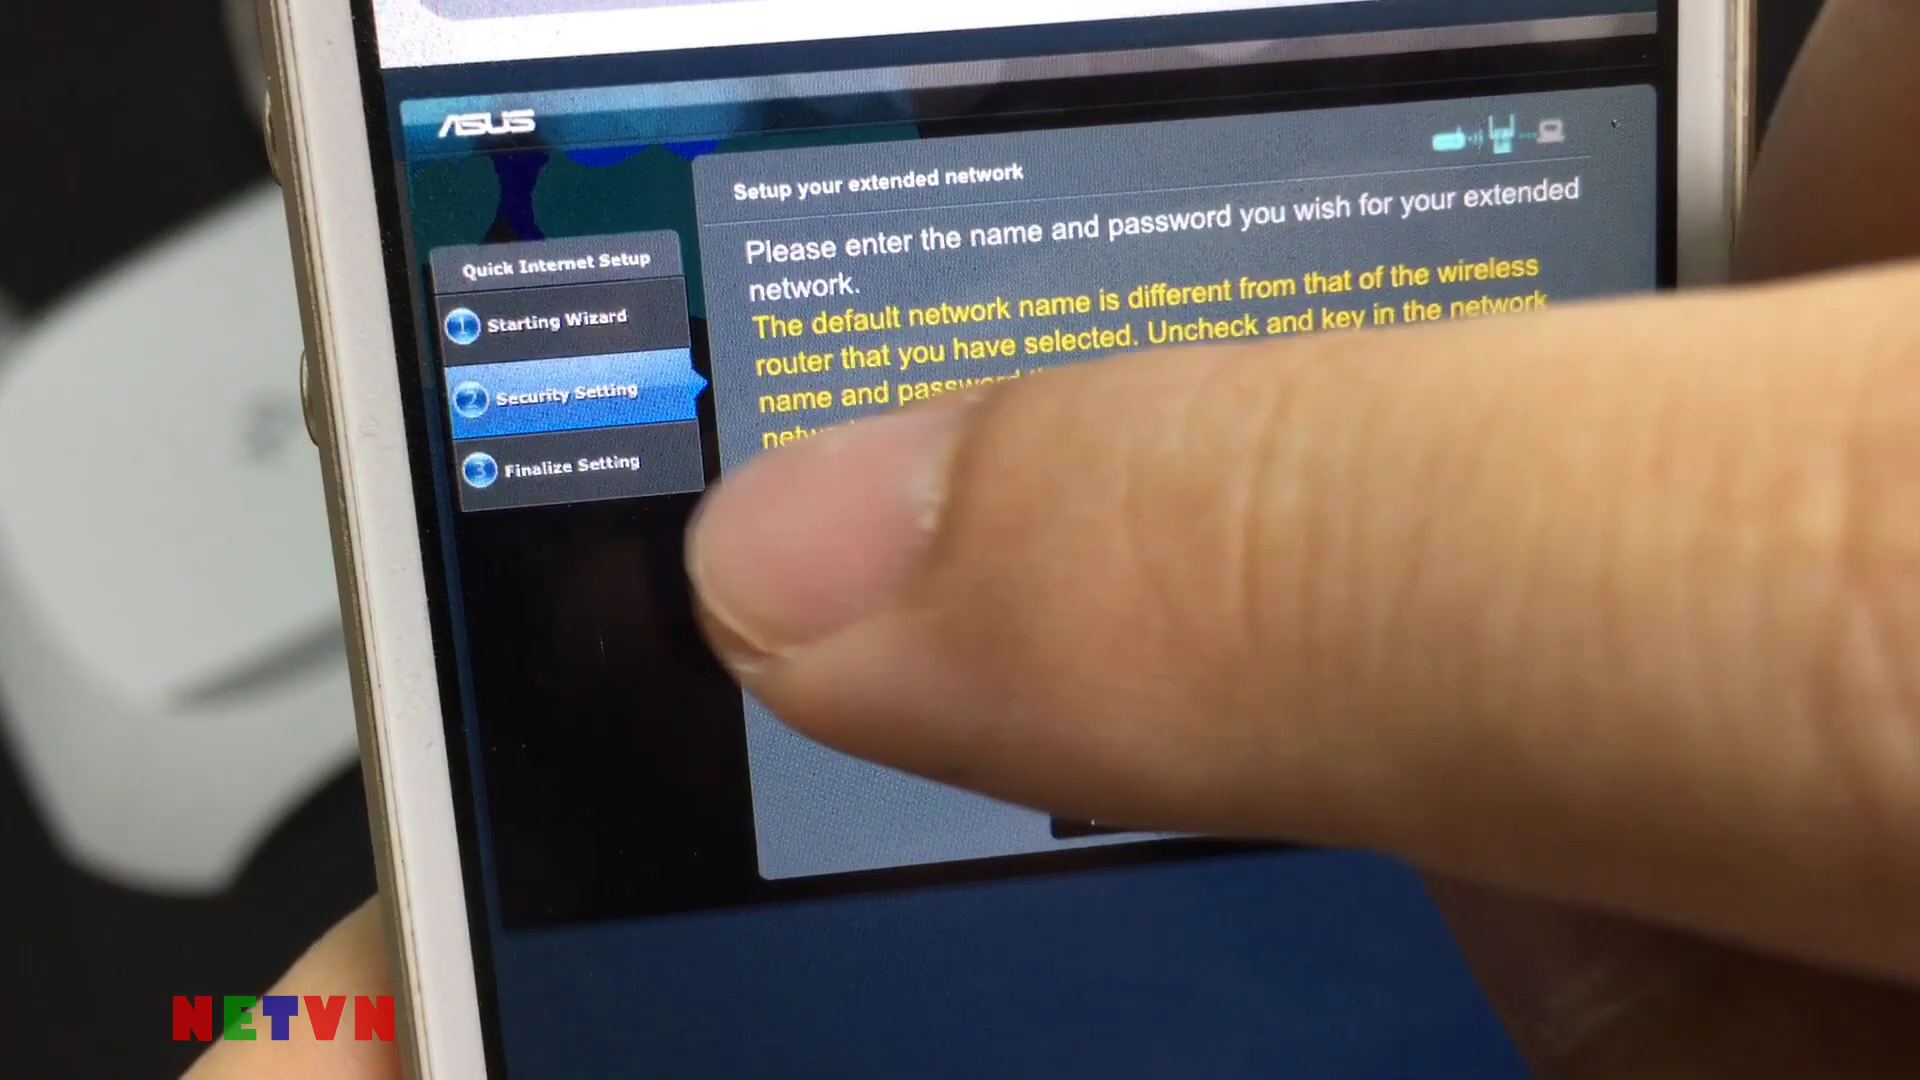 ASUS
Setup your extended network
Please enter the name and password you wish for your extended
network.
The default network name is different from that of the wireless
router that you have selected. Uncheck and key in the network
name and password
Quick Internet Setup
1 Starting Wizard
2 Security Setting
3 Finalize Setting
NETVN